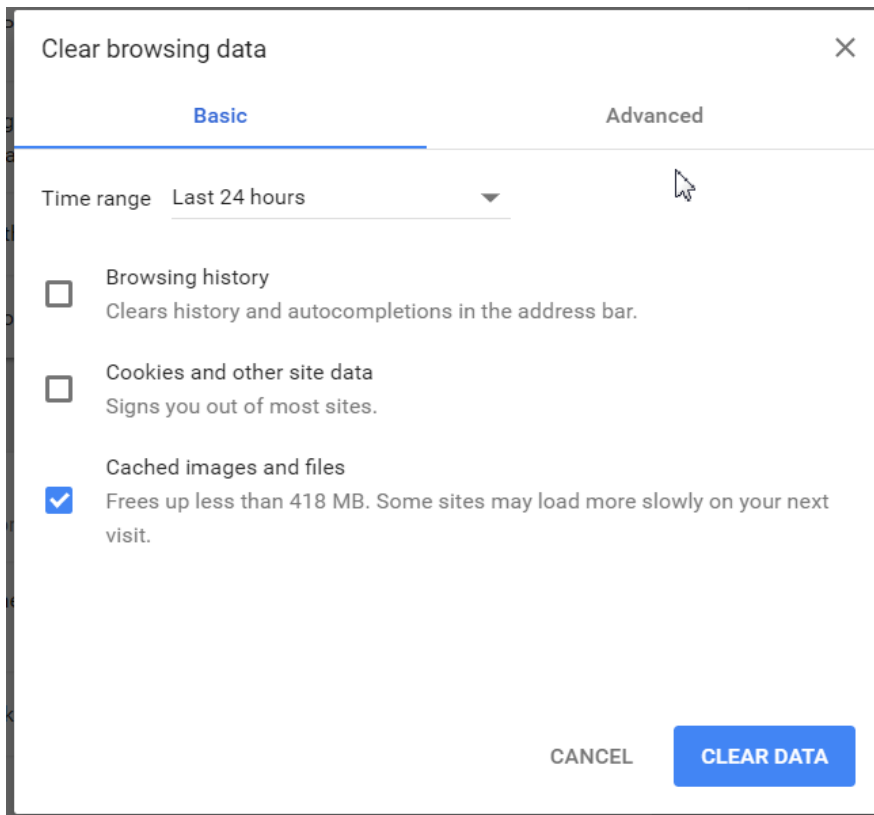 Clear browsing data
Basic
Advanced
Time range Last 24 hours
Browsing history
Clears history and autocompletions in the address bar.
Cookies and other site data
Signs you out of most sites.
Cached images and files
Frees up less than 418 MB. Some sites may load more slowly on your next
visit.
CANCEL
CLEAR DATA